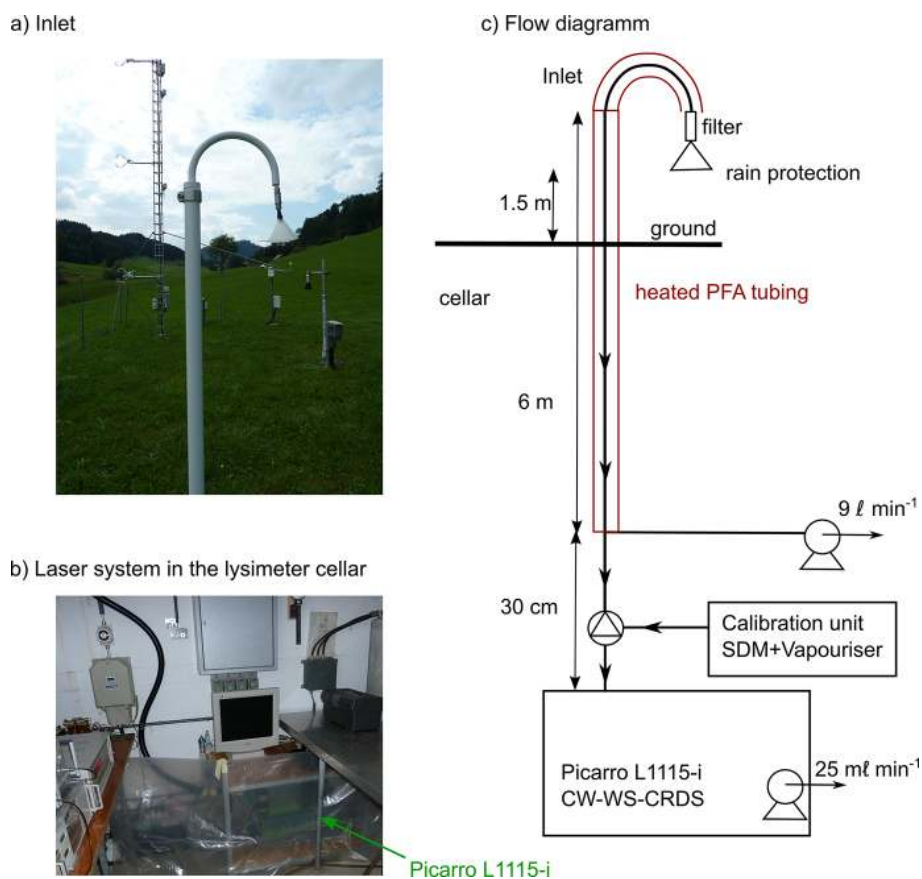 a) Inlet
b) Laser system in the lysimeter cellar
Picarro L1115-i
c) Flow diagramm
Inlet
filter
rain protection
1.5 m
ground
cellar
heated PFA tubing
6 m
9 ℓ min⁻¹
30 cm
Calibration unit
SDM+Vapouriser
Picarro L1115-i
CW-WS-CRDS
25 mℓ min⁻¹